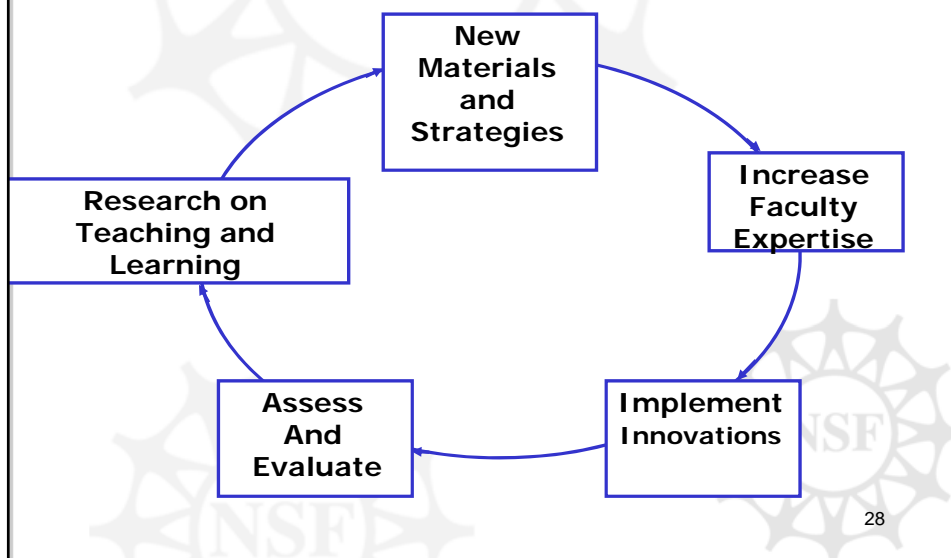 New
Materials
and
Strategies
Increase
Faculty
Expertise
Research on
Teaching and
Learning
Assess
And
Evaluate
Implement
Innovations
NSF
NSF
28